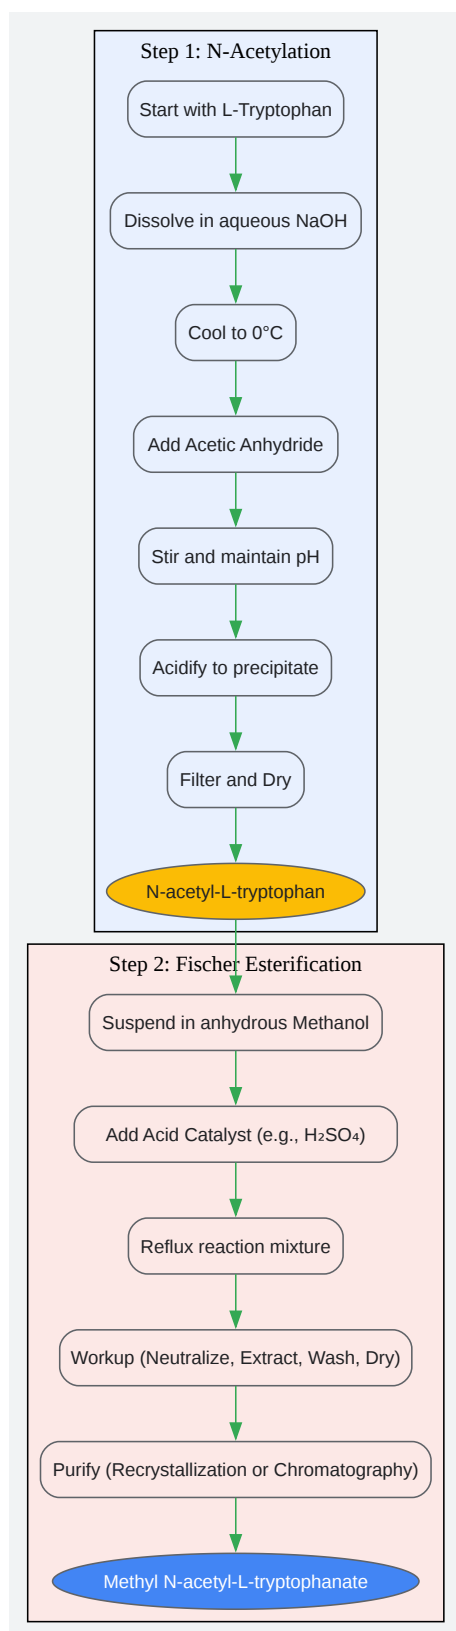 Step 1: N-Acetylation
Start with L-Tryptophan
Dissolve in aqueous NaOH
Cool to 0°C
Add Acetic Anhydride
Stir and maintain pH
Acidify to precipitate
Filter and Dry
N-acetyl-L-tryptophan
Step 2: Fischer Esterification
Suspend in anhydrous Methanol
Add Acid Catalyst (e.g., H₂SO₄)
Reflux reaction mixture
Workup (Neutralize, Extract, Wash, Dry)
Purify (Recrystallization or Chromatography)
Methyl N-acetyl-L-tryptophanate